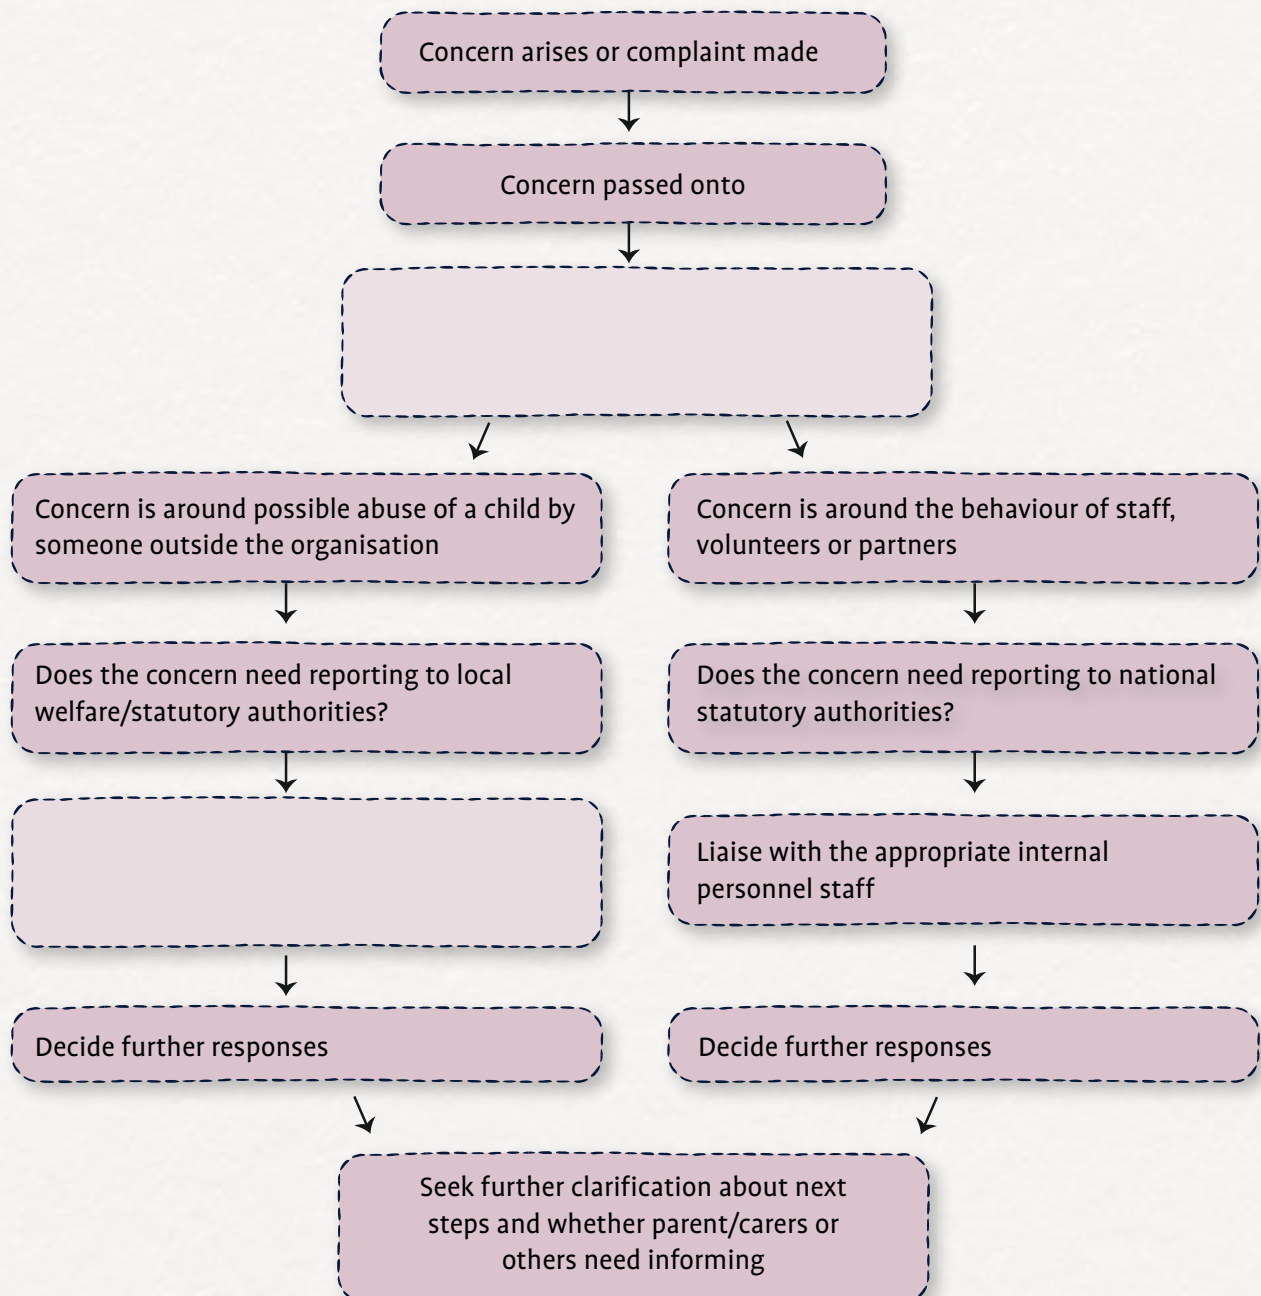 Concern arises or complaint made
Concern passed onto
Concern is around possible abuse of a child by
someone outside the organisation
Concern is around the behaviour of staff,
volunteers or partners
Does the concern need reporting to local
welfare/statutory authorities?
Does the concern need reporting to national
statutory authorities?
Liaise with the appropriate internal
personnel staff
Decide further responses
Decide further responses
Seek further clarification about next
steps and whether parent/carers or
others need informing